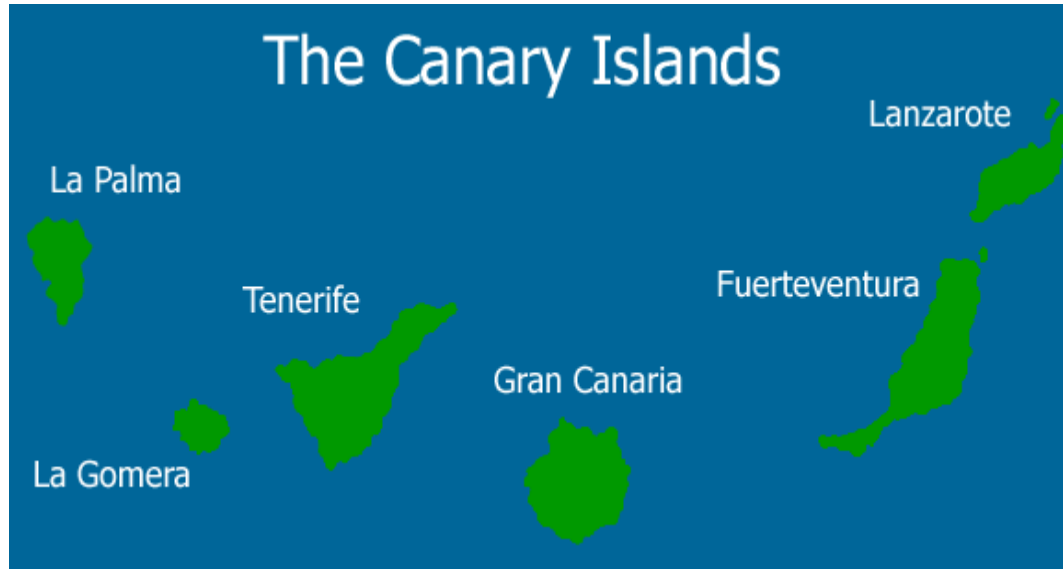 The Canary Islands
Lanzarote
La Palma
Fuerteventura
Tenerife
Gran Canaria
La Gomera